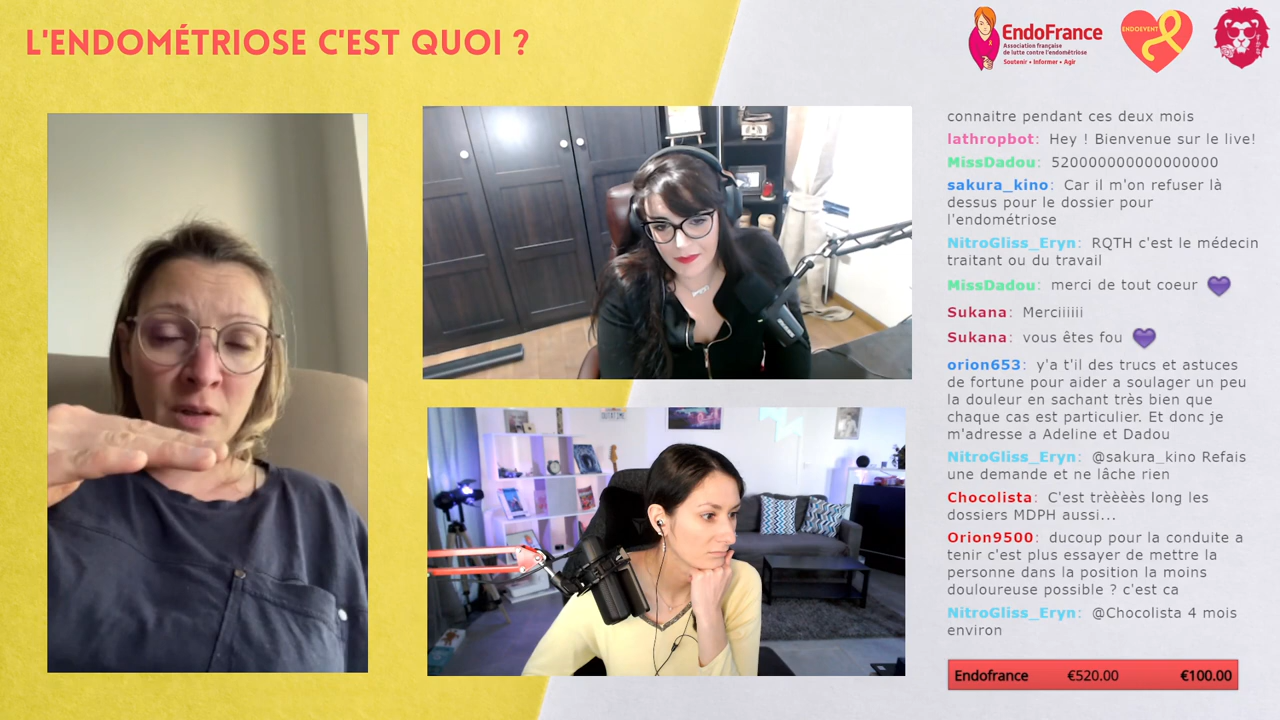 L'ENDOMÉTRIOSE C'EST QUOI ?
EndoFrance
Association française
de lutte contre l'endométriose
Soutenir • Informer • Agir
ENDOEVENT
connaitre pendant ces deux mois
lathropbot: Hey ! Bienvenue sur le live!
MissDadou: 520000000000000000
sakura_kino: Car il m'on refuser là
dessus pour le dossier pour
l'endométriose
NitroGliss_Eryn: RQTH c'est le médecin
traitant ou du travail
MissDadou: merci de tout coeur 💜
Sukana: Merciiiiii
Sukana: vous êtes fou 💜
orion653: y'a t'il des trucs et astuces
de fortune pour aider a soulager un peu
la douleur en sachant très bien que
chaque cas est particulier. Et donc je
m'adresse a Adeline et Dadou
NitroGliss_Eryn: @sakura_kino Refais
une demande et ne lâche rien
Chocolista: C'est trèèèès long les
dossiers MDPH aussi...
Orion9500: ducoup pour la conduite a
tenir c'est plus essayer de mettre la
personne dans la position la moins
douloureuse possible ? c'est ca
NitroGliss_Eryn: @Chocolista 4 mois
environ
Endofrance €520.00 €100.00